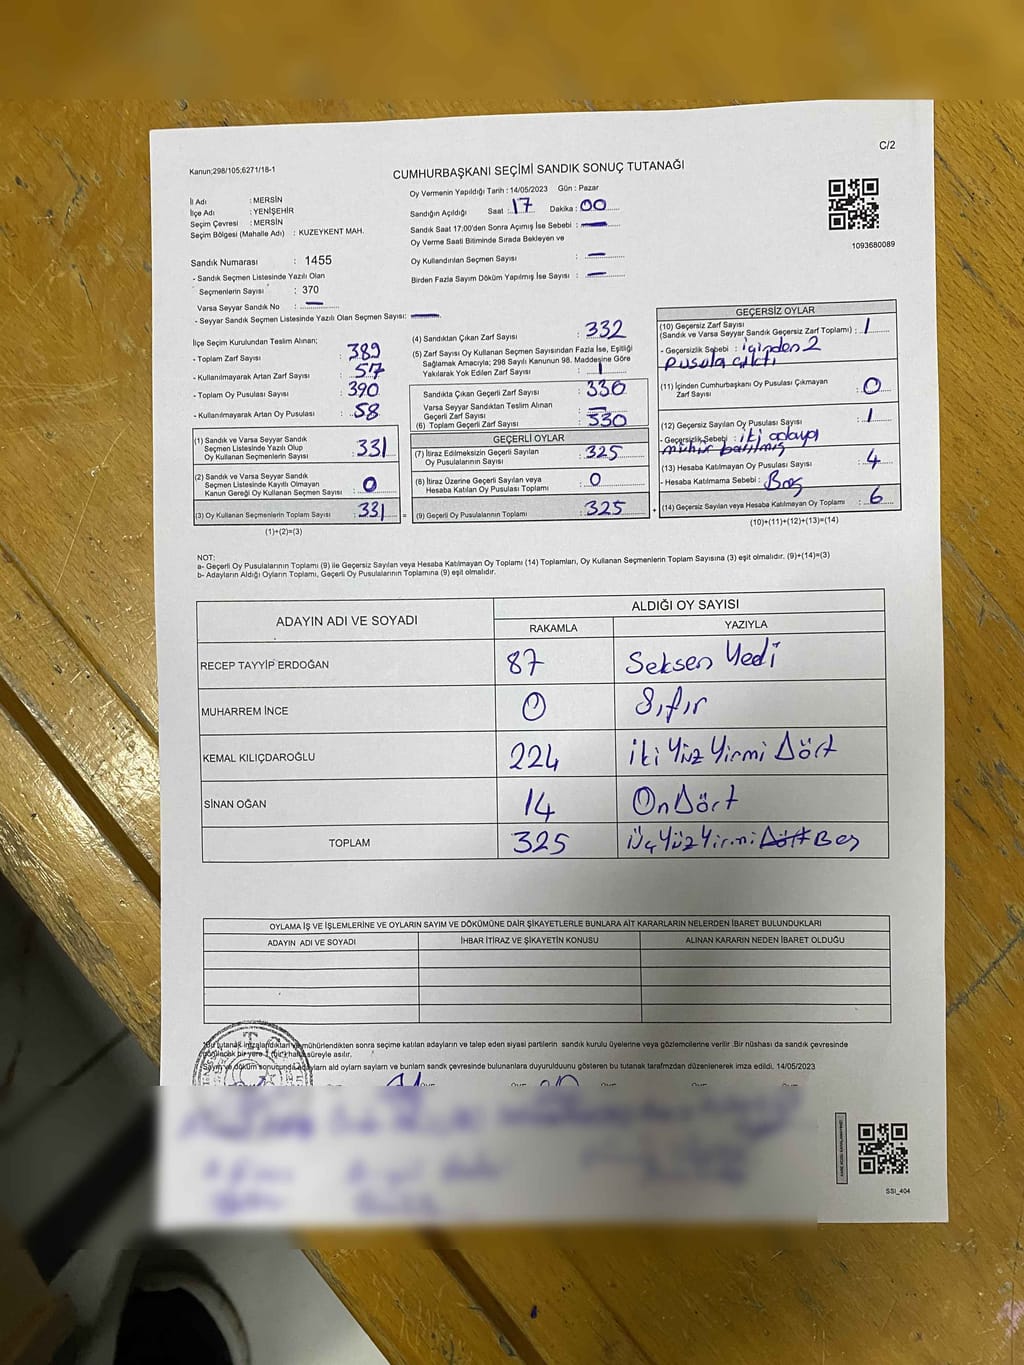 C/2
Kanun;298/105;6271/18-1
CUMHURBAŞKANI SEÇİMİ SANDIK SONUÇ TUTANAĞI
İl Adı : MERSİN
İlçe Adı : YENİŞEHİR
Seçim Çevresi : MERSİN
Seçim Bölgesi (Mahalle Adı) : KUZEYKENT MAH.
Oy Vermenin Yapıldığı Tarih : 14/05/2023 Gün : Pazar
Sandığın Açıldığı Saat : 17 Dakika : 00
Sandık Saat 17:00'den Sonra Açımış İse Sebebi : —
Oy Verme Saati Bitiminde Sırada Bekleyen ve
Oy Kullandırılan Seçmen Sayısı : —
Birden Fazla Sayım Döküm Yapılmış İse Sayısı : —
1093680089
Sandık Numarası : 1455
- Sandık Seçmen Listesinde Yazılı Olan
Seçmenlerin Sayısı : 370
Varsa Seyyar Sandık No : —
- Seyyar Sandık Seçmen Listesinde Yazılı Olan Seçmen Sayısı: —
İlçe Seçim Kurulundan Teslim Alınan;
- Toplam Zarf Sayısı : 389
- Kullanılmayarak Artan Zarf Sayısı : 57
- Toplam Oy Pusulası Sayısı : 390
- Kullanılmayarak Artan Oy Pusulası : 58
(1) Sandık ve Varsa Seyyar Sandık
Seçmen Listesinde Yazılı Olup
Oy Kullanan Seçmenlerin Sayısı : 331
(2) Sandık ve Varsa Seyyar Sandık
Seçmen Listesinde Kayıtlı Olmayan
Kanun Gereği Oy Kullanan Seçmen Sayısı : 0
(3) Oy Kullanan Seçmenlerin Toplam Sayısı : 331
(1)+(2)=(3)
(4) Sandıktan Çıkan Zarf Sayısı : 332
(5) Zarf Sayısı Oy Kullanan Seçmen Sayısından Fazla İse, Eşitliği
Sağlamak Amacıyla; 298 Sayılı Kanunun 98. Maddesine Göre
Yakılarak Yok Edilen Zarf Sayısı : 1
Sandıkta Çıkan Geçerli Zarf Sayısı : 330
Varsa Seyyar Sandıktan Teslim Alınan
Geçerli Zarf Sayısı : —
(6) Toplam Geçerli Zarf Sayısı : 330
GEÇERLİ OYLAR
(7) İtiraz Edilmeksizin Geçerli Sayılan
Oy Pusulalarının Sayısı : 325
(8) İtiraz Üzerine Geçerli Sayılan veya
Hesaba Katılan Oy Pusulası Toplamı : 0
(9) Geçerli Oy Pusulalarının Toplamı : 325
GEÇERSİZ OYLAR
(10) Geçersiz Zarf Sayısı
(Sandık ve Varsa Seyyar Sandık Geçersiz Zarf Toplamı) : 1
- Geçersizlik Sebebi : içinden 2
pusula çıktı
(11) İçinden Cumhurbaşkanı Oy Pusulası Çıkmayan
Zarf Sayısı : 0
(12) Geçersiz Sayılan Oy Pusulası Sayısı : 1
- Geçersizlik Sebebi : iki adaya
mühür basılmış
(13) Hesaba Katılmayan Oy Pusulası Sayısı : 4
- Hesaba Katılmama Sebebi : Boş
(14) Geçersiz Sayılan veya Hesaba Katılmayan Oy Toplamı : 6
(10)+(11)+(12)+(13)=(14)
NOT:
a- Geçerli Oy Pusulalarının Toplamı (9) ile Geçersiz Sayılan veya Hesaba Katılmayan Oy Toplamı (14) Toplamları, Oy Kullanan Seçmenlerin Toplam Sayısına (3) eşit olmalıdır. (9)+(14)=(3)
b- Adayların Aldığı Oyların Toplamı, Geçerli Oy Pusulalarının Toplamına (9) eşit olmalıdır.
ADAYIN ADI VE SOYADI
ALDIĞI OY SAYISI
RAKAMLA YAZIYLA
RECEP TAYYİP ERDOĞAN 87 Seksen Yedi
MUHARREM İNCE 0 Sıfır
KEMAL KILIÇDAROĞLU 224 iki Yüz Yirmi Dört
SİNAN OĞAN 14 On Dört
TOPLAM 325 Üç Yüz Yirmi Dört Beş
OYLAMA İŞ VE İŞLEMLERİNE VE OYLARIN SAYIM VE DÖKÜMÜNE DAİR ŞİKAYETLERLE BUNLARA AİT KARARLARIN NELERDEN İBARET BULUNDUKLARI
ADAYIN ADI VE SOYADI İHBAR İTİRAZ VE ŞİKAYETİN KONUSU ALINAN KARARIN NEDEN İBARET OLDUĞU
mühürlendikten sonra seçime katılan adayların ve talep eden siyasi partilerin sandık kurulu üyelerine veya gözlemcilerine verilir .Bir nüshası da sandık çevresinde
süreyle asılır.
Sayım ve döküm sonucunda adayların ald oyların saylam ve bunlam sandık çevresinde bulunanlara duyurulduunu gösteren bu tutanak tarafmzdan düzenlenerek imza edildi. 14/05/2023
SSI_404